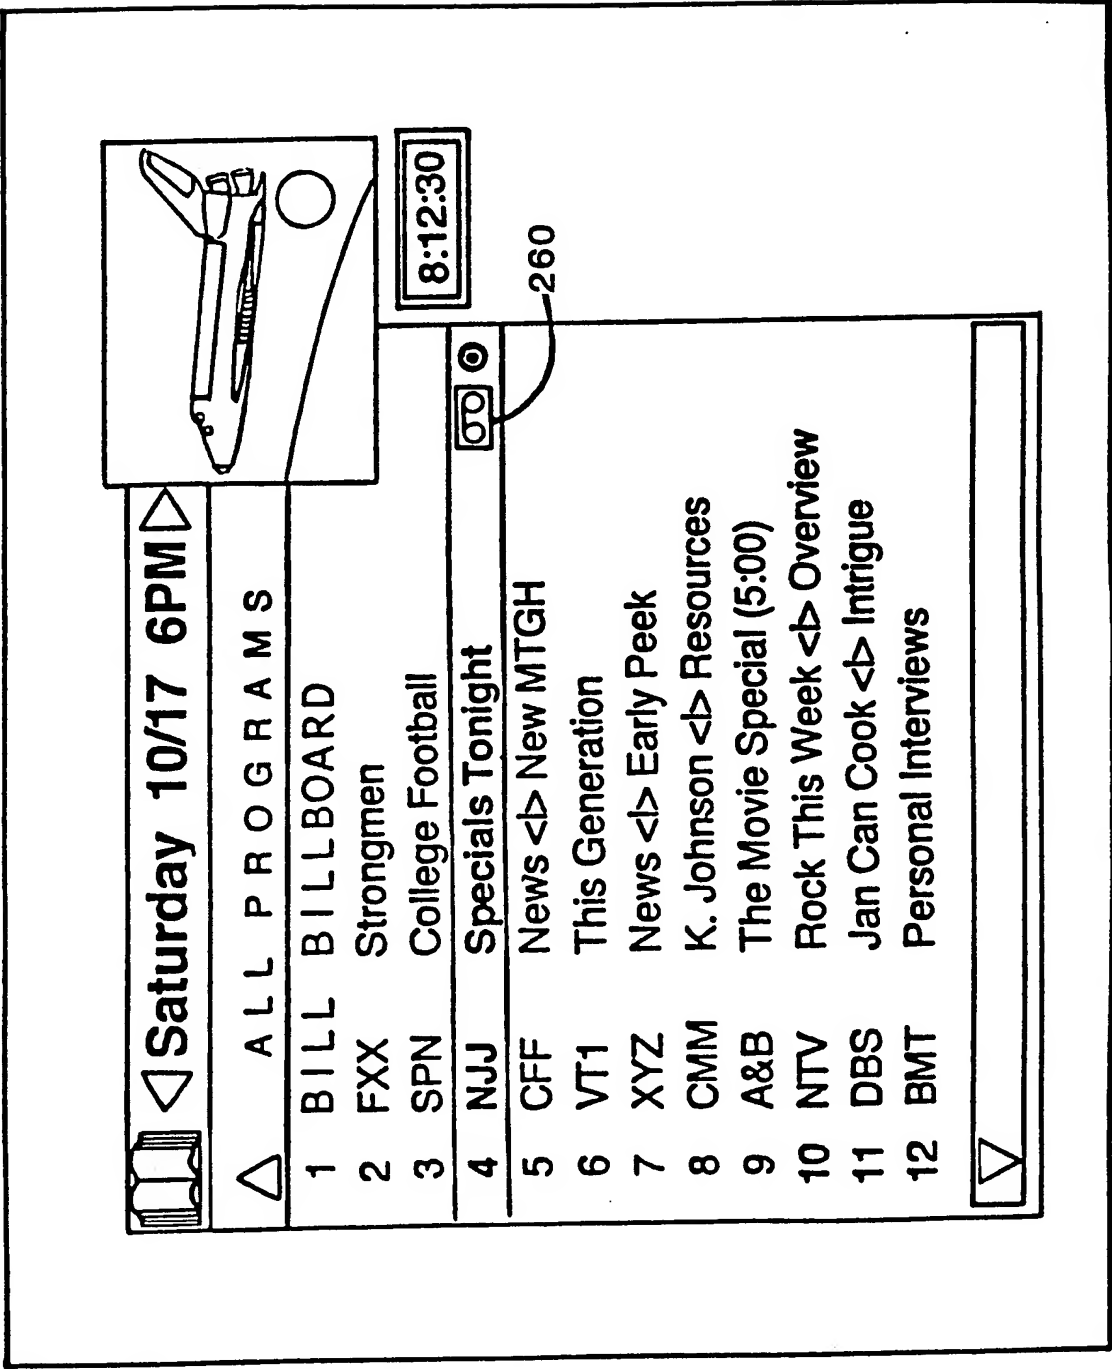 Saturday 10/17 6PM
ALL PROGRAMS
8:12:30
1 BILL BILLBOARD
2 FXX Strongmen
3 SPN College Football
4 NJJ Specials Tonight
260
5 CFF News <|> New MTGH
6 VT1 This Generation
7 XYZ News <|> Early Peek
8 CMM K. Johnson <|> Resources
9 A&B The Movie Special (5:00)
10 NTV Rock This Week <|> Overview
11 DBS Jan Can Cook <|> Intrigue
12 BMT Personal Interviews